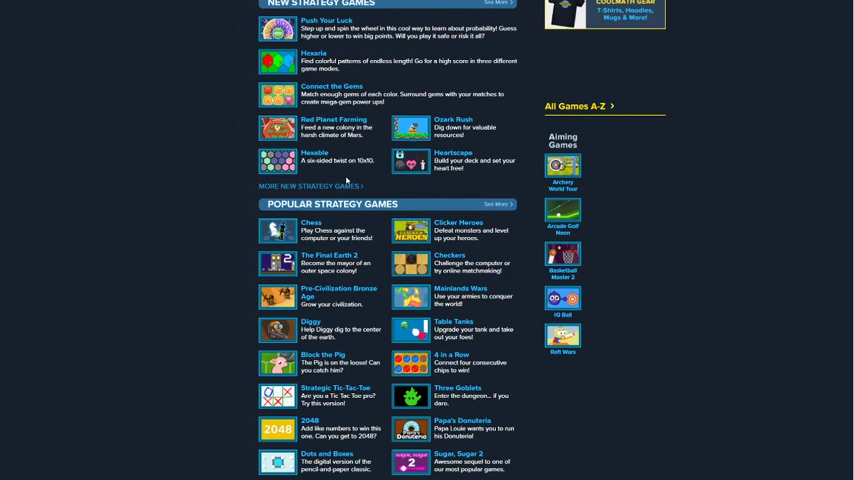 NEW STRATEGY GAMES
See More >
Push Your Luck
Step up and spin the wheel in this cool way to learn about probability! Guess
higher or lower to win big points. Will you play it safe or risk it all?
Hexaria
Find colorful patterns of endless length! Go for a high score in three different
game modes.
Connect the Gems
Match enough gems of each color. Surround gems with your matches to
create mega-gem power ups!
Red Planet Farming
Feed a new colony in the
harsh climate of Mars.
Ozark Rush
Dig down for valuable
resources!
Hexable
A six-sided twist on 10x10.
Heartscape
Build your deck and set your
heart free!
MORE NEW STRATEGY GAMES >
POPULAR STRATEGY GAMES
See More >
Chess
Play Chess against the
computer or your friends!
Clicker Heroes
Defeat monsters and level
up your heroes.
The Final Earth 2
Become the mayor of an
outer space colony!
Checkers
Challenge the computer or
try online matchmaking!
Pre-Civilization Bronze
Age
Grow your civilization.
Mainlands Wars
Use your armies to conquer
the world!
Diggy
Help Diggy dig to the center
of the earth.
Table Tanks
Upgrade your tank and take
out your foes!
Block the Pig
The Pig is on the loose! Can
you catch him?
4 in a Row
Connect four consecutive
chips to win!
Strategic Tic-Tac-Toe
Are you a Tic Tac Toe pro?
Try this version!
Three Goblets
Enter the dungeon... if you
dare.
2048
2048
Add like numbers to win this
one. Can you get to 2048?
Papa's
Donuteria
Papa's Donuteria
Papa Louie wants you to run
his Donuteria!
Dots and Boxes
The digital version of the
pencil-and-paper classic.
sugar, sugar
2
Sugar, Sugar 2
Awesome sequel to one of
our most popular games.
COOLMATH GEAR
T-Shirts, Hoodies,
Mugs & More!
All Games A-Z >
Aiming
Games
Archery
World Tour
Arcade Golf
Neon
Basketball
Master 2
IQ Ball
Raft Wars